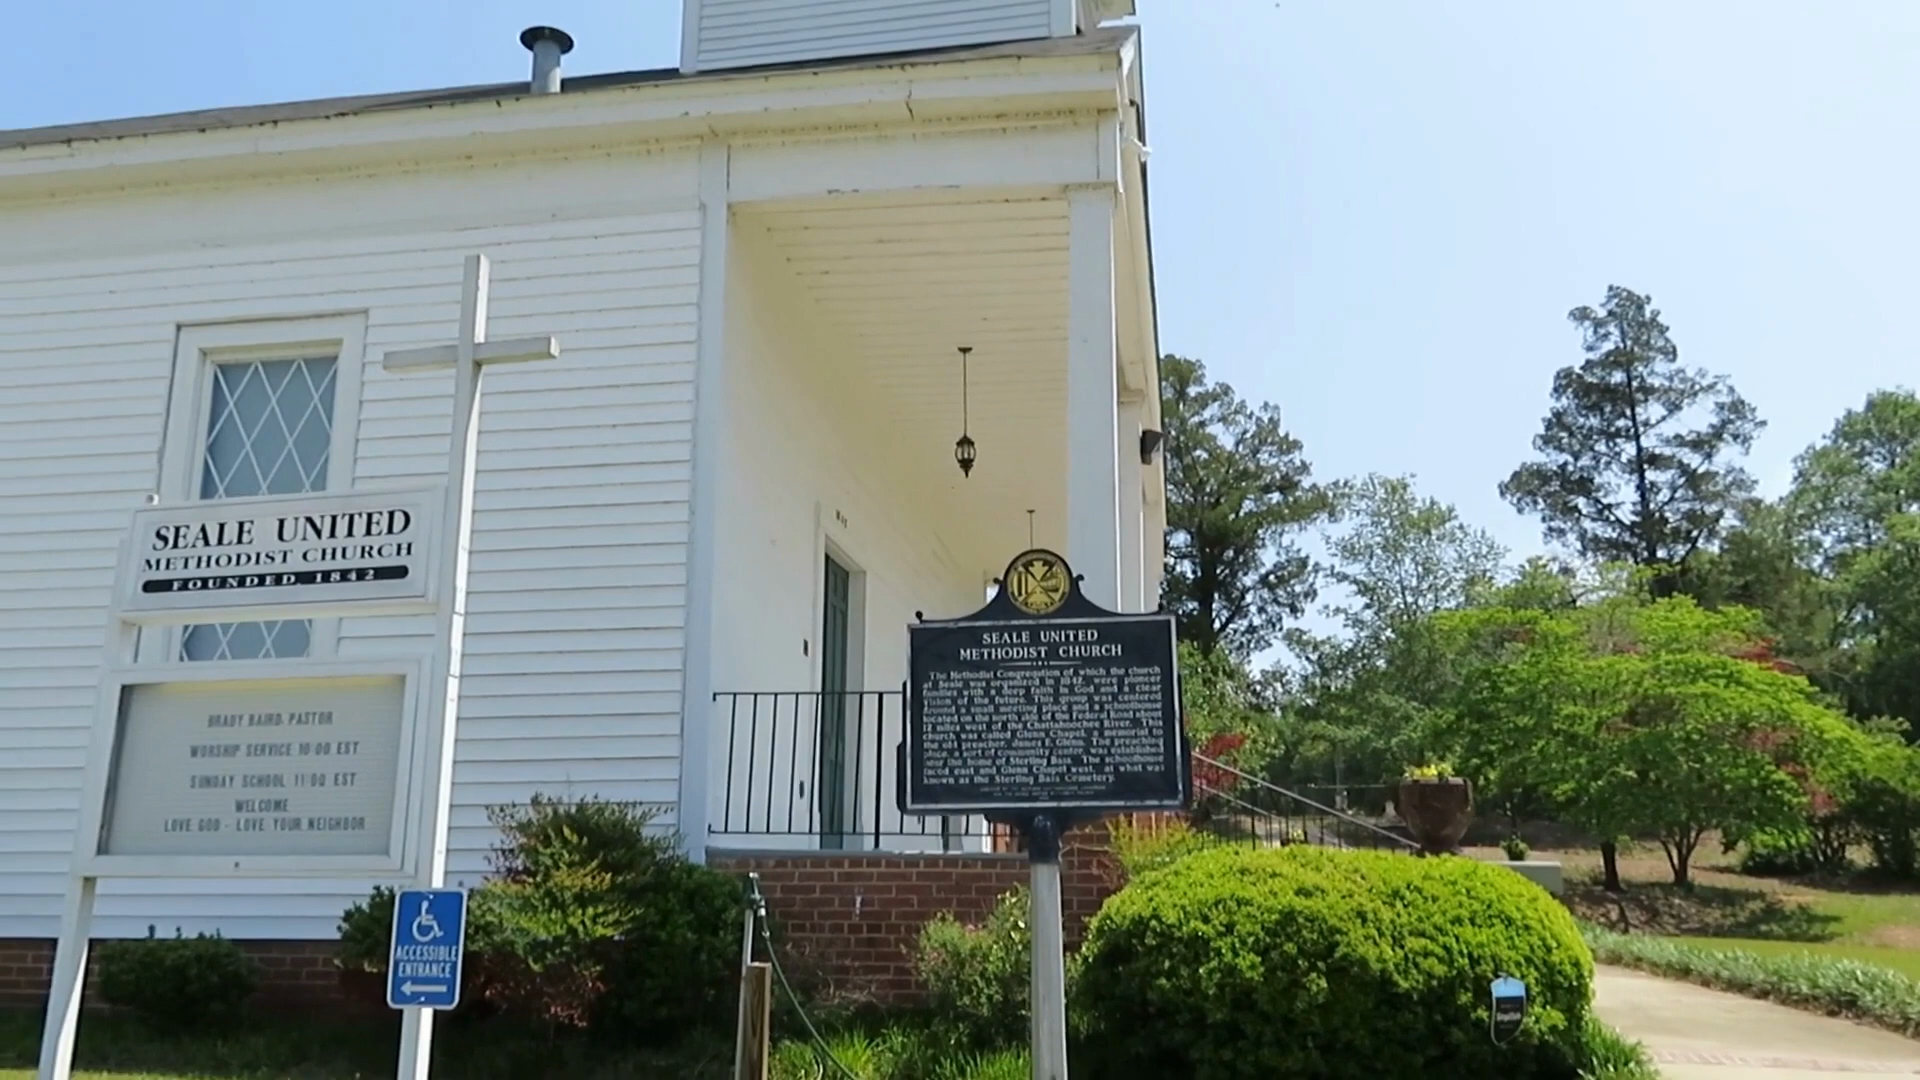 SEALE UNITED
METHODIST CHURCH
FOUNDED 1842
BRADY BAIRD, PASTOR
WORSHIP SERVICE 10:00 EST
SUNDAY SCHOOL 11:00 EST
WELCOME
LOVE GOD - LOVE YOUR NEIGHBOR
ACCESSIBLE
ENTRANCE
SEALE UNITED
METHODIST CHURCH
The Methodist Congregation of which the church
at Seale was organized in 1842, were pioneer
families with a deep faith in God and a clear
vision of the future. This group was centered
around a small meeting place and a schoolhouse
located on the north side of the Federal Road about
12 miles west of the Chattahoochee River. This
church was called Glenn Chapel, a memorial to
the old preacher, James E. Glenn. The preaching
place, a sort of community center, was established
near the home of Sterling Bass. The schoolhouse
faced east and Glenn Chapel west, at what was
known as the Sterling Bass Cemetery.